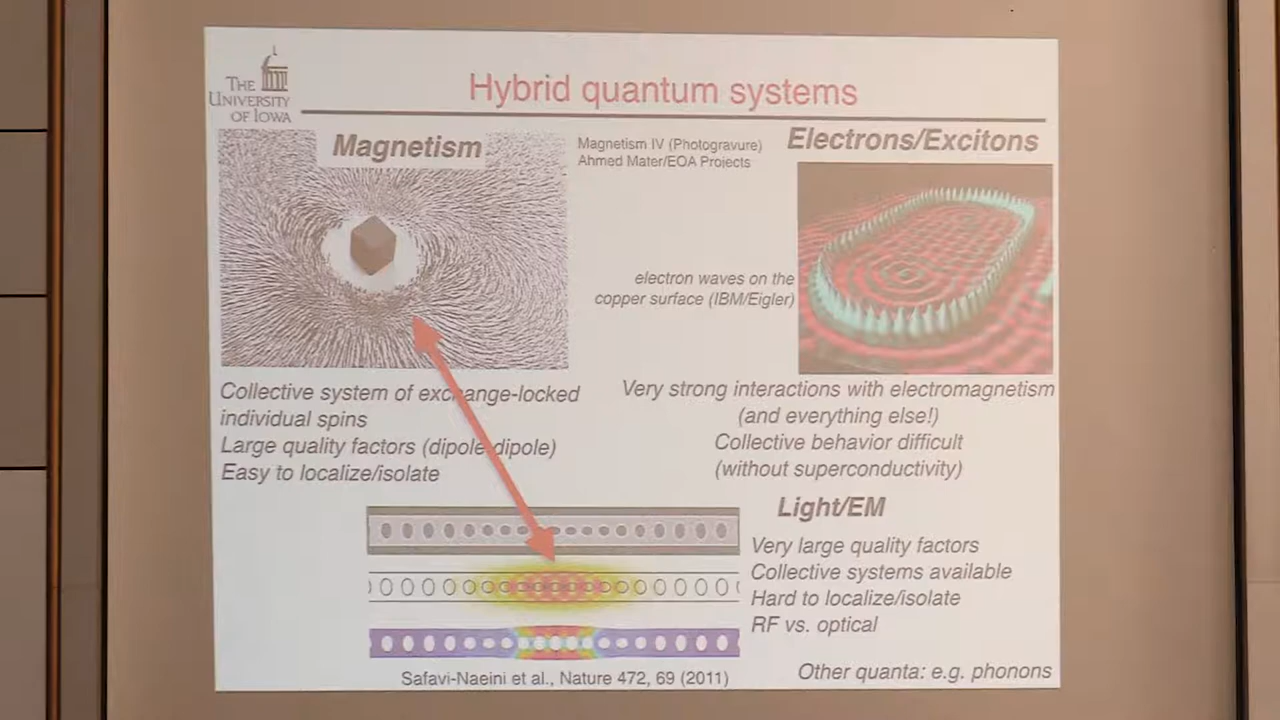 THE
UNIVERSITY
OF IOWA
Hybrid quantum systems
Magnetism
Magnetism IV (Photogravure)
Ahmed Mater/EOA Projects
Electrons/Excitons
electron waves on the
copper surface (IBM/Eigler)
Collective system of exchange-locked
individual spins
Large quality factors (dipole-dipole)
Easy to localize/isolate
Very strong interactions with electromagnetism
(and everything else!)
Collective behavior difficult
(without superconductivity)
Light/EM
Very large quality factors
Collective systems available
Hard to localize/isolate
RF vs. optical
Safavi-Naeini et al., Nature 472, 69 (2011)
Other quanta: e.g. phonons